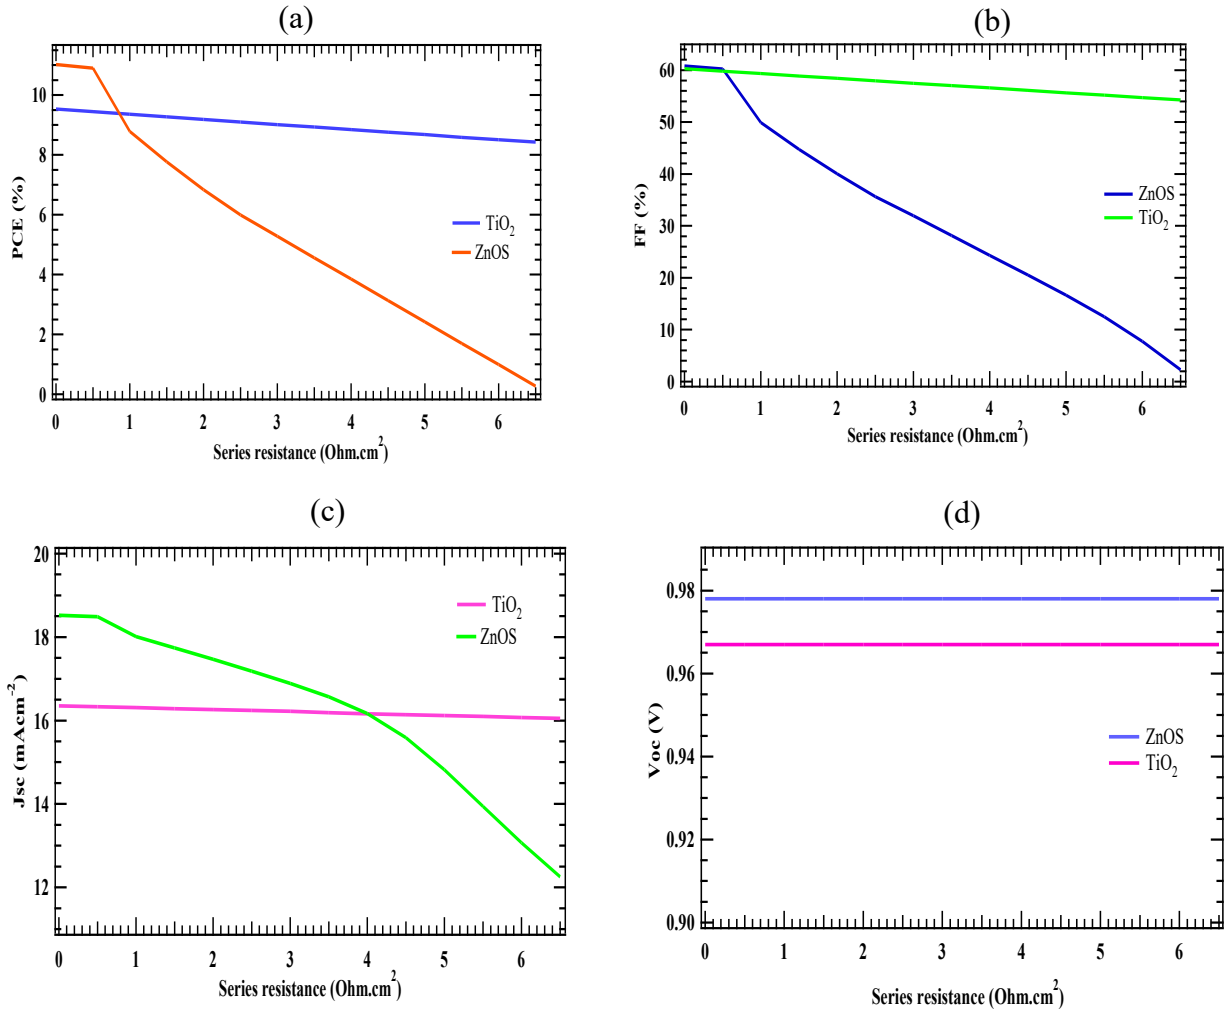 (a)
10
8
6
4
2
0
PCE (%)
TiO₂
ZnOS
0 1 2 3 4 5 6
Series resistance (Ohm.cm²)
(b)
60
50
40
30
20
10
0
FF (%)
ZnOS
TiO₂
0 1 2 3 4 5 6
Series resistance (Ohm.cm²)
(c)
20
18
16
14
12
Jsc (mAcm⁻²)
TiO₂
ZnOS
0 1 2 3 4 5 6
Series resistance (Ohm.cm²)
(d)
0.98
0.96
0.94
0.92
0.90
Voc (V)
ZnOS
TiO₂
0 1 2 3 4 5 6
Series resistance (Ohm.cm²)